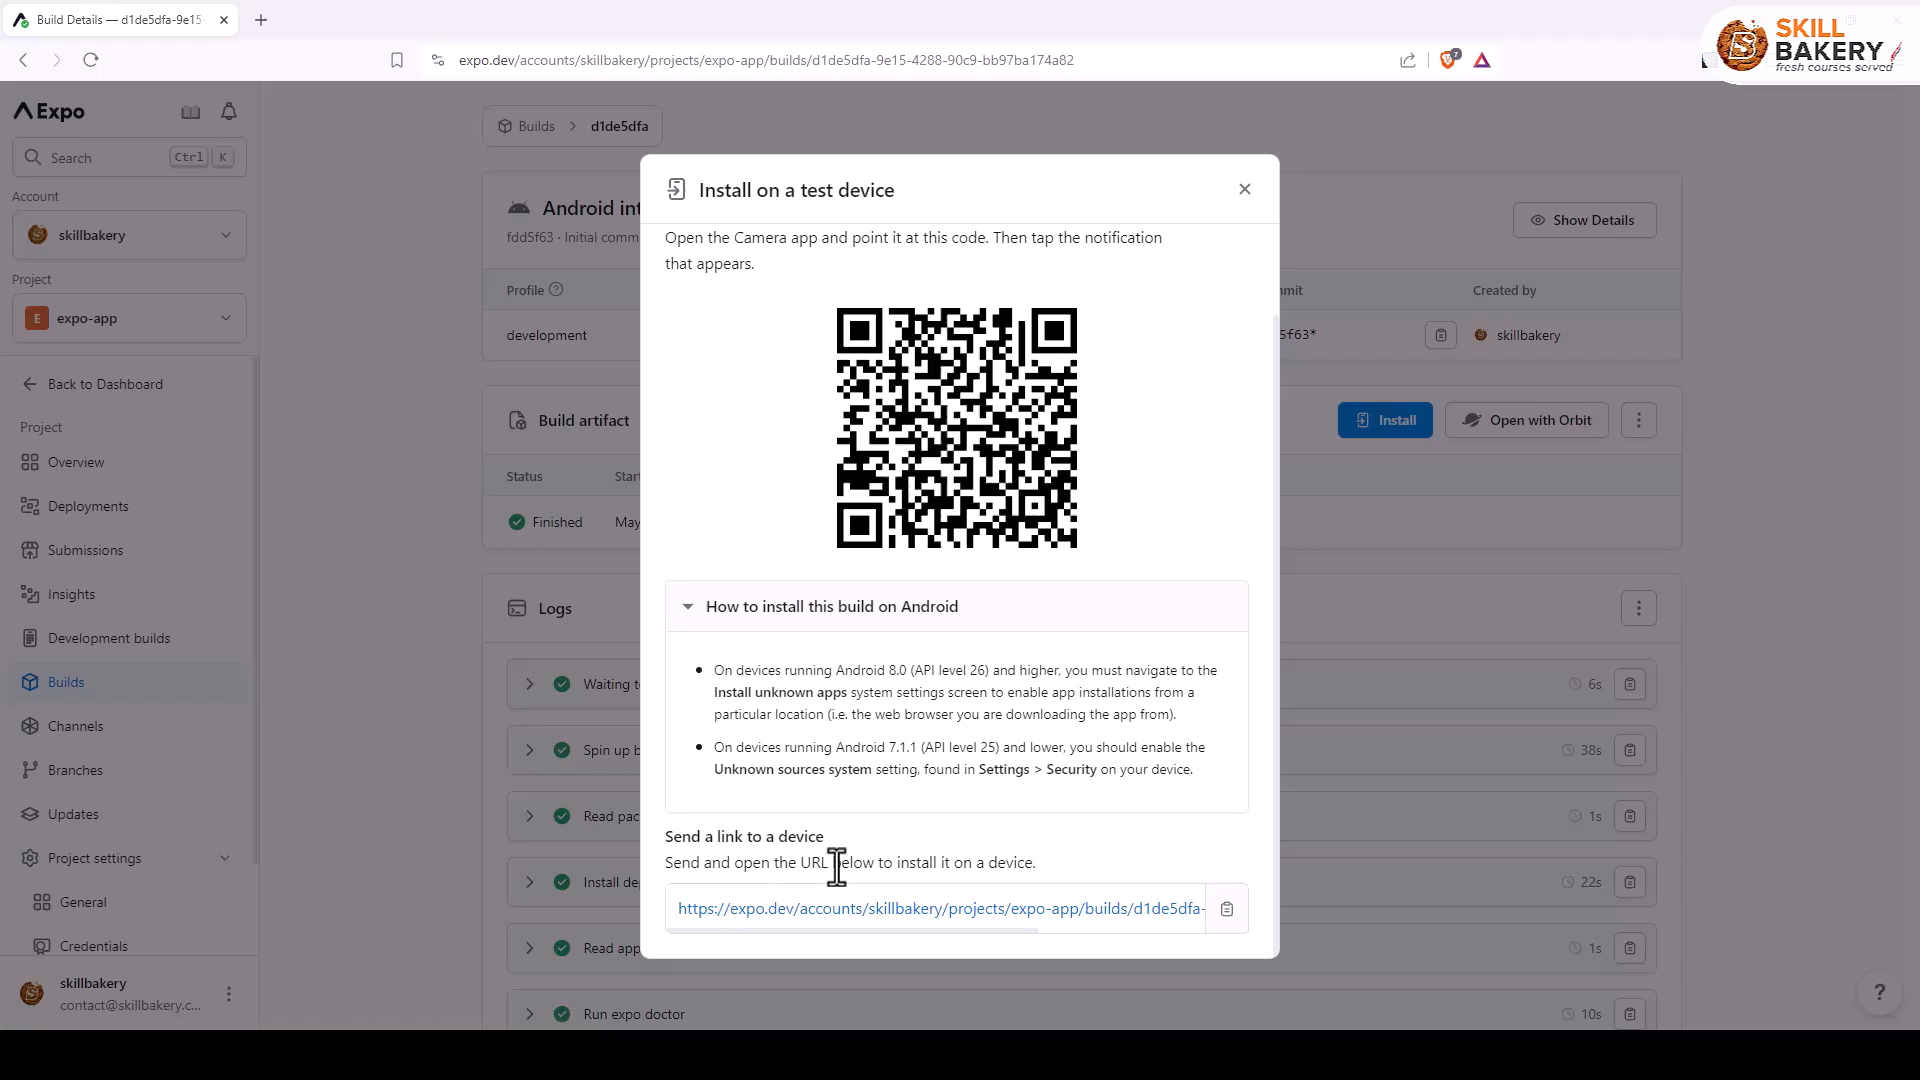 Build Details — d1de5dfa-9e15-
expo.dev/accounts/skillbakery/projects/expo-app/builds/d1de5dfa-9e15-4288-90c9-bb97ba174a82
7
SKILL
BAKERY
fresh courses served
Expo
Search
Ctrl
K
Account
skillbakery
Project
E
expo-app
Back to Dashboard
Project
Overview
Deployments
Submissions
Insights
Development builds
Builds
Channels
Branches
Updates
Project settings
General
Credentials
skillbakery
contact@skillbakery.c...
Builds
d1de5dfa
Android int
fdd5f63 · Initial comm
Show Details
Profile
mmit
Created by
development
5f63*
skillbakery
Build artifact
Install
Open with Orbit
Status
Start
Finished
May
Logs
Waiting t
6s
Spin up b
38s
Read pac
1s
Install de
22s
Read app
1s
Run expo doctor
10s
?
Install on a test device
Open the Camera app and point it at this code. Then tap the notification
that appears.
How to install this build on Android
• On devices running Android 8.0 (API level 26) and higher, you must navigate to the
Install unknown apps system settings screen to enable app installations from a
particular location (i.e. the web browser you are downloading the app from).
• On devices running Android 7.1.1 (API level 25) and lower, you should enable the
Unknown sources system setting, found in Settings > Security on your device.
Send a link to a device
Send and open the URL below to install it on a device.
https://expo.dev/accounts/skillbakery/projects/expo-app/builds/d1de5dfa-